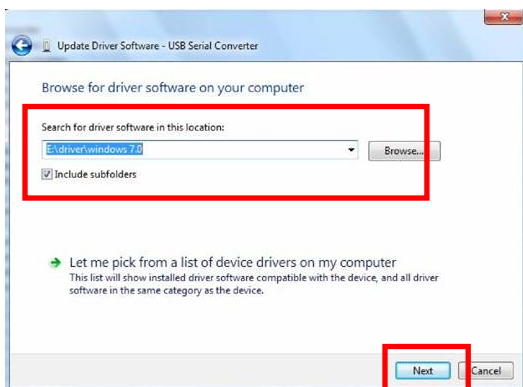 Update Driver Software - USB Serial Converter
Browse for driver software on your computer
Search for driver software in this location:
E:\driver\windows 7.0
Browse...
Include subfolders
Let me pick from a list of device drivers on my computer
This list will show installed driver software compatible with the device, and all driver
software in the same category as the device.
Next
Cancel